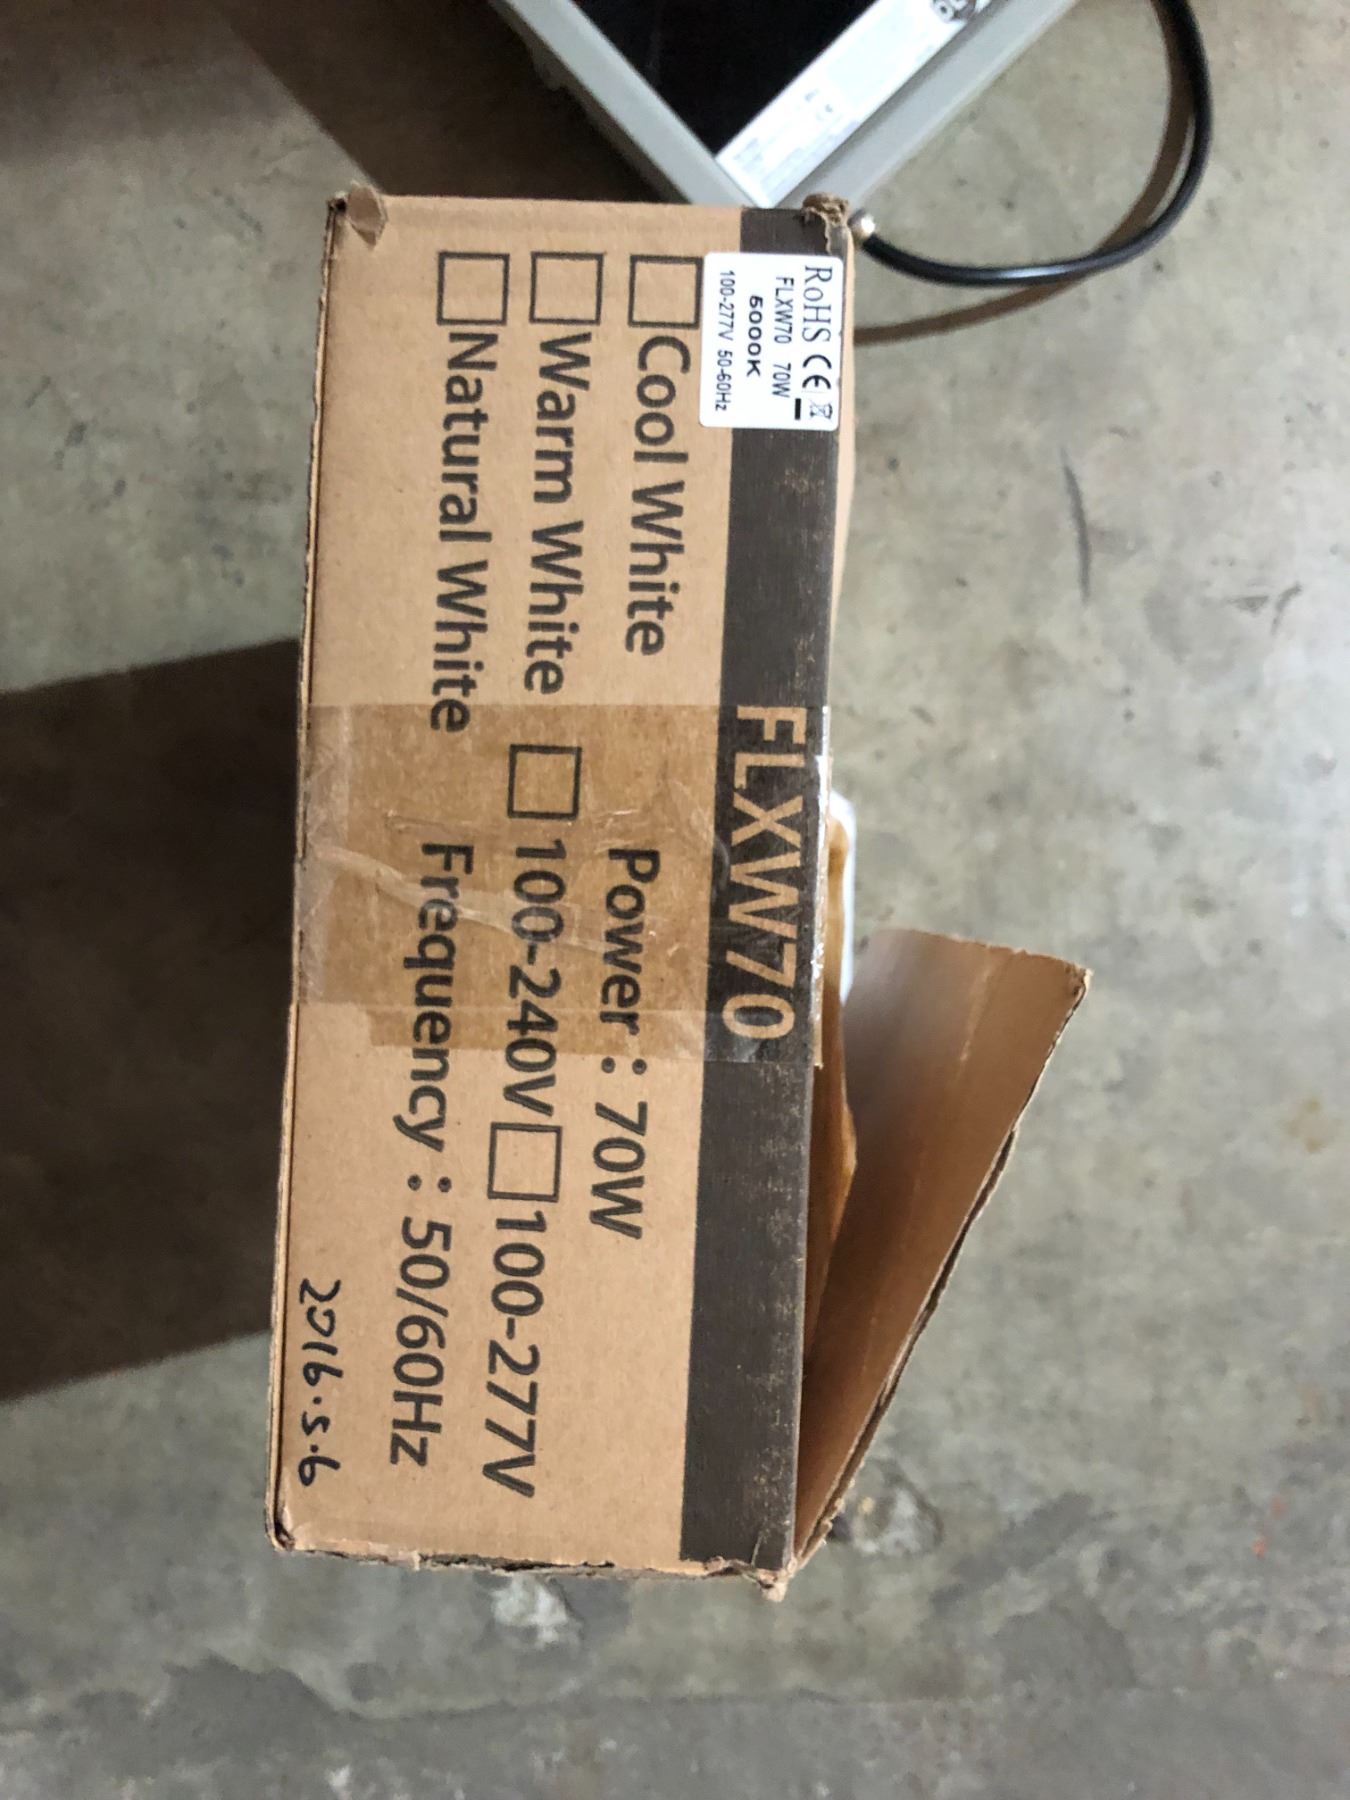 RoHS CE
FLXW70 70W
5000K
100-277V 50-60Hz
FLXW70
Cool White
Power : 70W
Warm White
100-240V 100-277V
Natural White
Frequency : 50/60Hz
2016.5.6